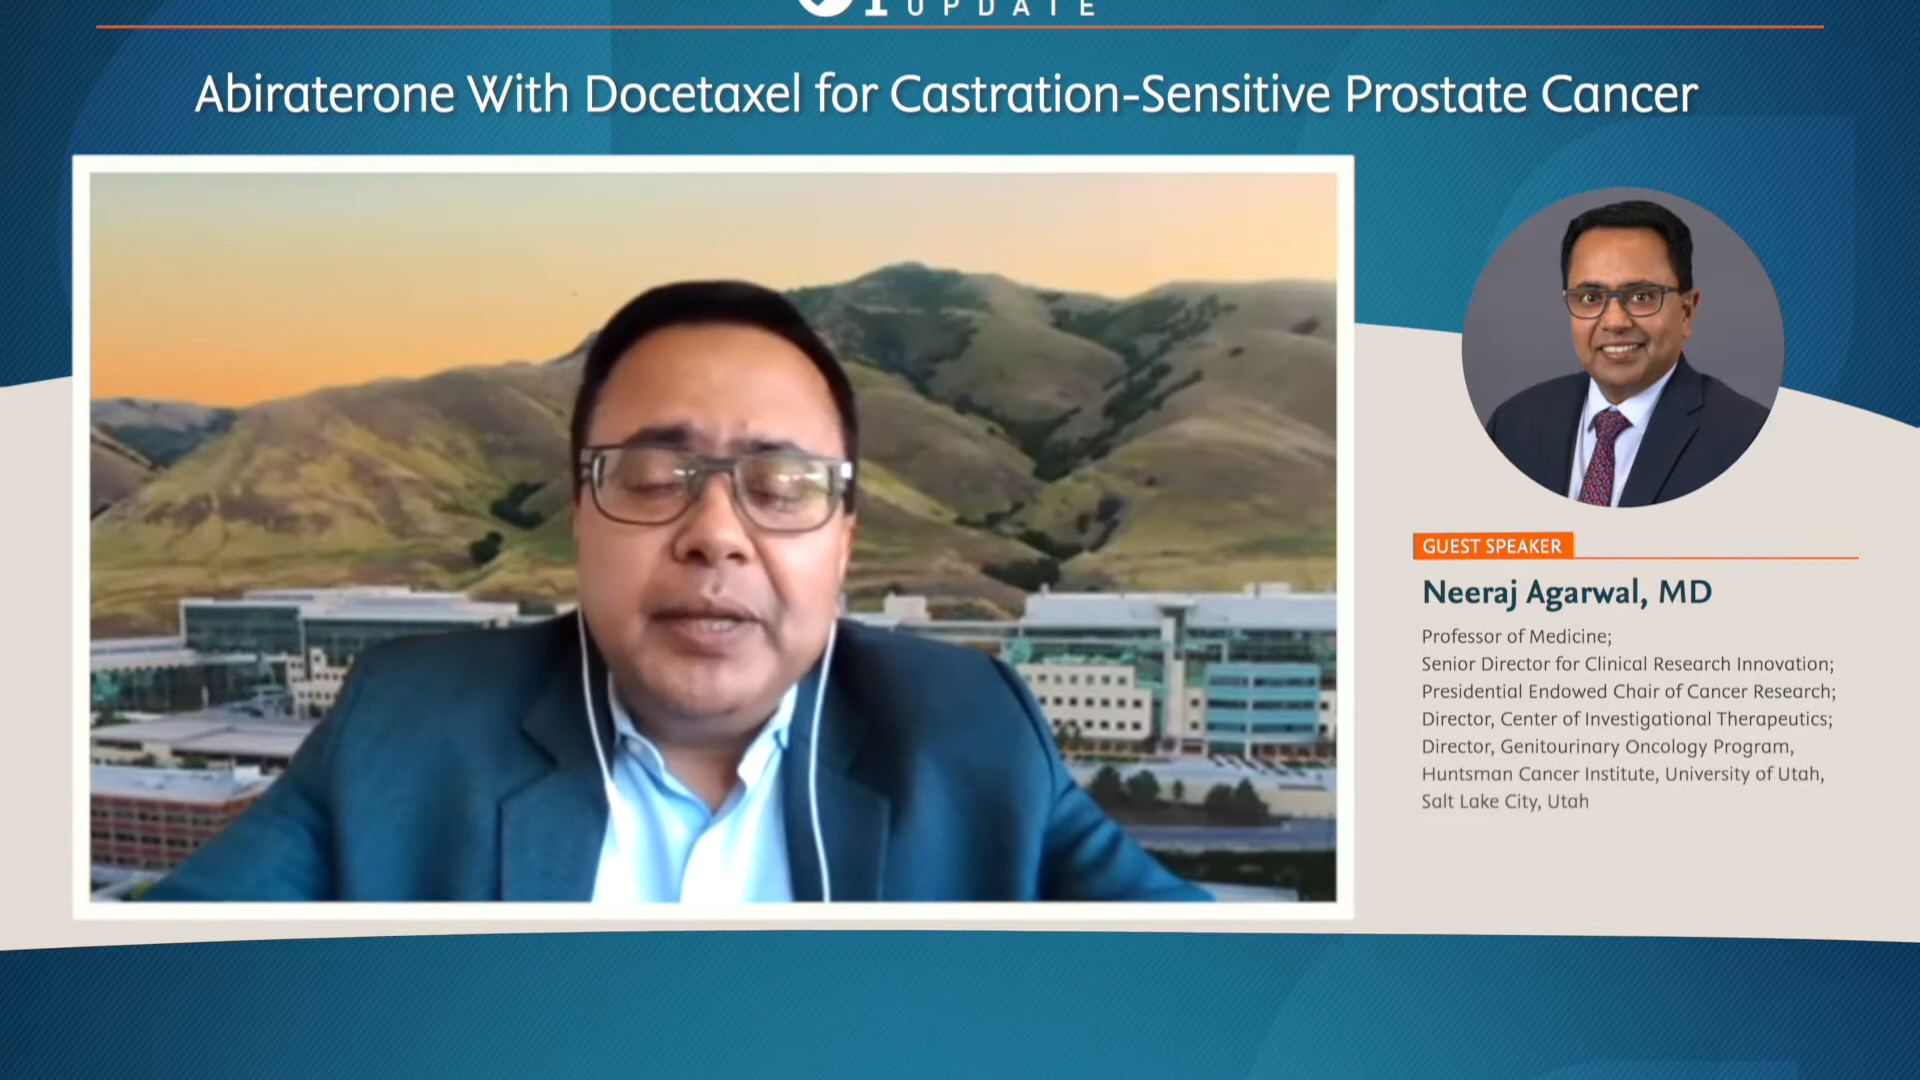 UPDATE
Abiraterone With Docetaxel for Castration-Sensitive Prostate Cancer
GUEST SPEAKER
Neeraj Agarwal, MD
Professor of Medicine;
Senior Director for Clinical Research Innovation;
Presidential Endowed Chair of Cancer Research;
Director, Center of Investigational Therapeutics;
Director, Genitourinary Oncology Program,
Huntsman Cancer Institute, University of Utah,
Salt Lake City, Utah